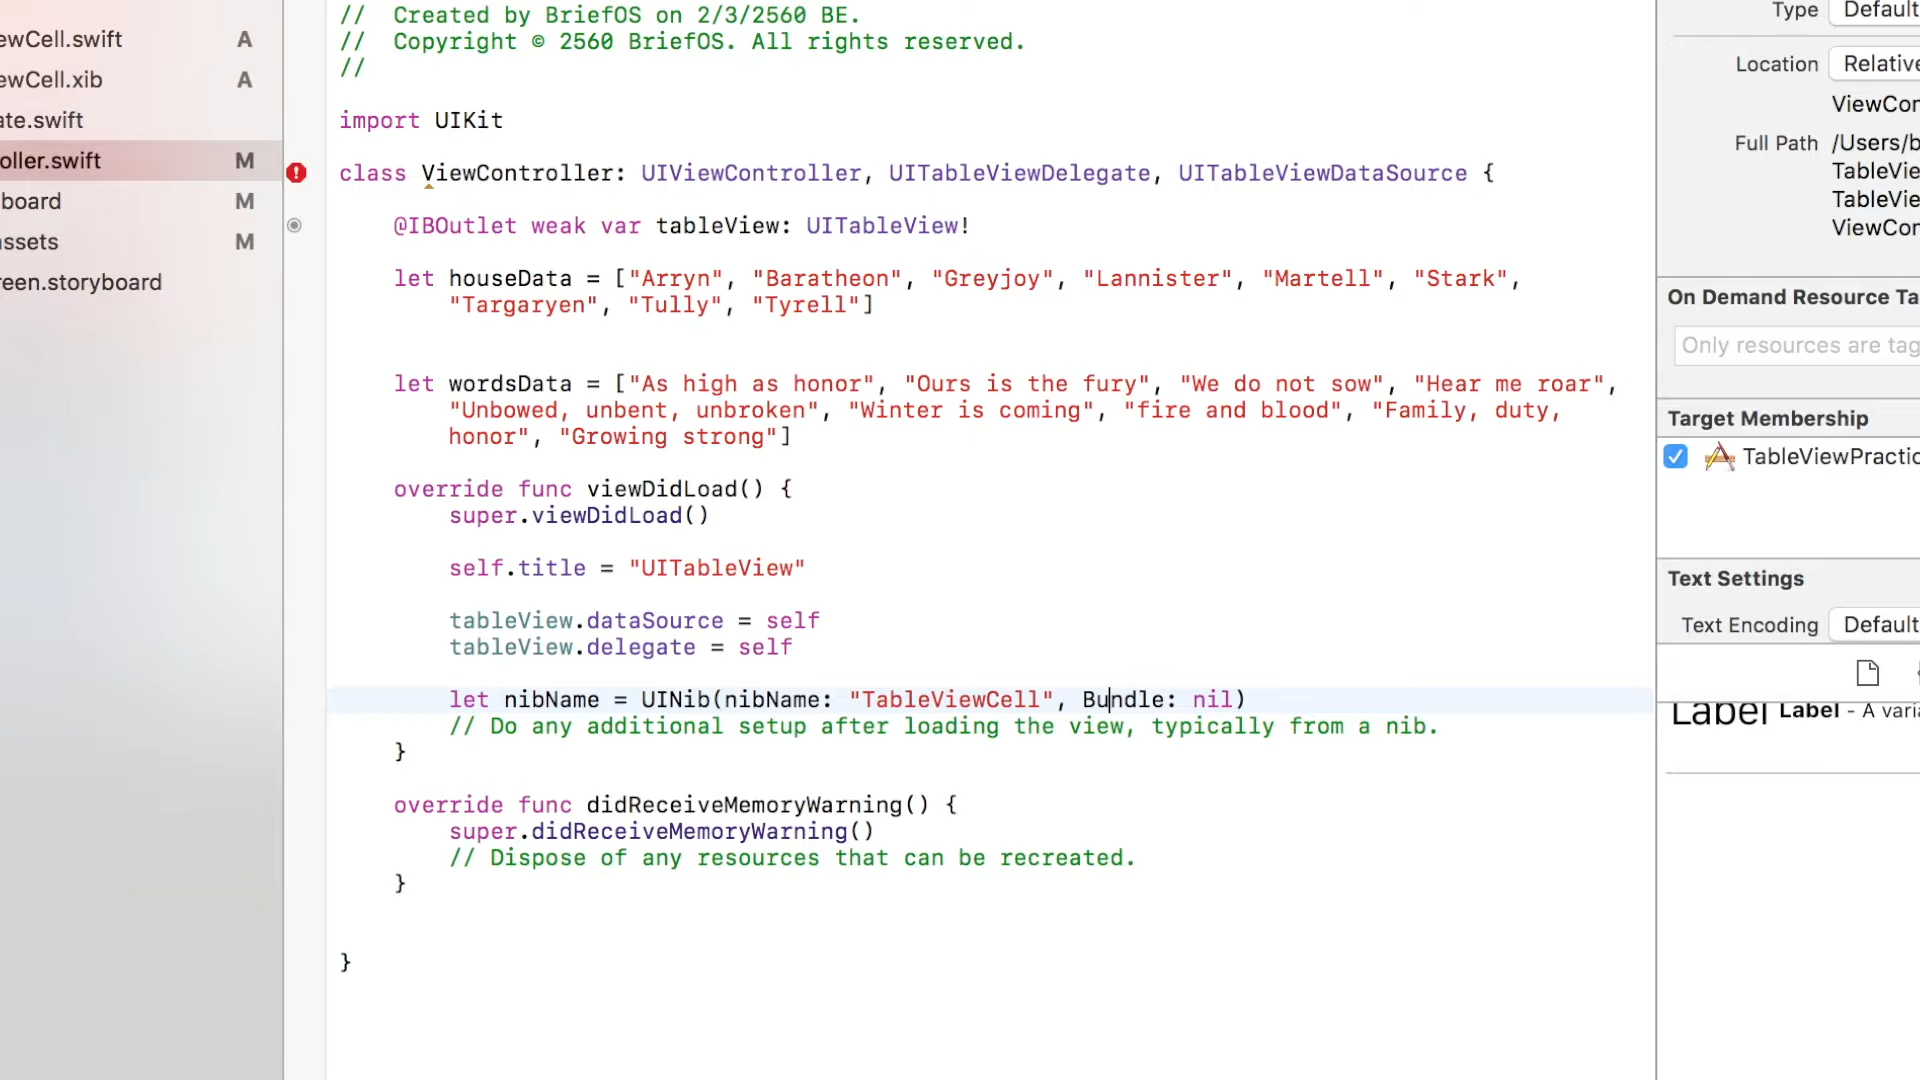 // Created by BriefOS on 2/3/2560 BE.
// Copyright © 2560 BriefOS. All rights reserved.
//
import UIKit
class ViewController: UIViewController, UITableViewDelegate, UITableViewDataSource {
@IBOutlet weak var tableView: UITableView!
let houseData = ["Arryn", "Baratheon", "Greyjoy", "Lannister", "Martell", "Stark",
"Targaryen", "Tully", "Tyrell"]
let wordsData = ["As high as honor", "Ours is the fury", "We do not sow", "Hear me roar",
"Unbowed, unbent, unbroken", "Winter is coming", "fire and blood", "Family, duty,
honor", "Growing strong"]
override func viewDidLoad() {
super.viewDidLoad()
self.title = "UITableView"
tableView.dataSource = self
tableView.delegate = self
let nibName = UINib(nibName: "TableViewCell", Bundle: nil)
// Do any additional setup after loading the view, typically from a nib.
}
override func didReceiveMemoryWarning() {
super.didReceiveMemoryWarning()
// Dispose of any resources that can be recreated.
}
}
ewCell.swift A
ewCell.xib A
ate.swift
oller.swift M
board M
assets M
reen.storyboard
Type Default
Location Relative
ViewCon
Full Path /Users/b
TableVie
TableVie
ViewCon
On Demand Resource Ta
Only resources are tag
Target Membership
TableViewPractic
Text Settings
Text Encoding Default
Label Label - A varia